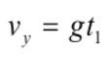 v_y = gt_1